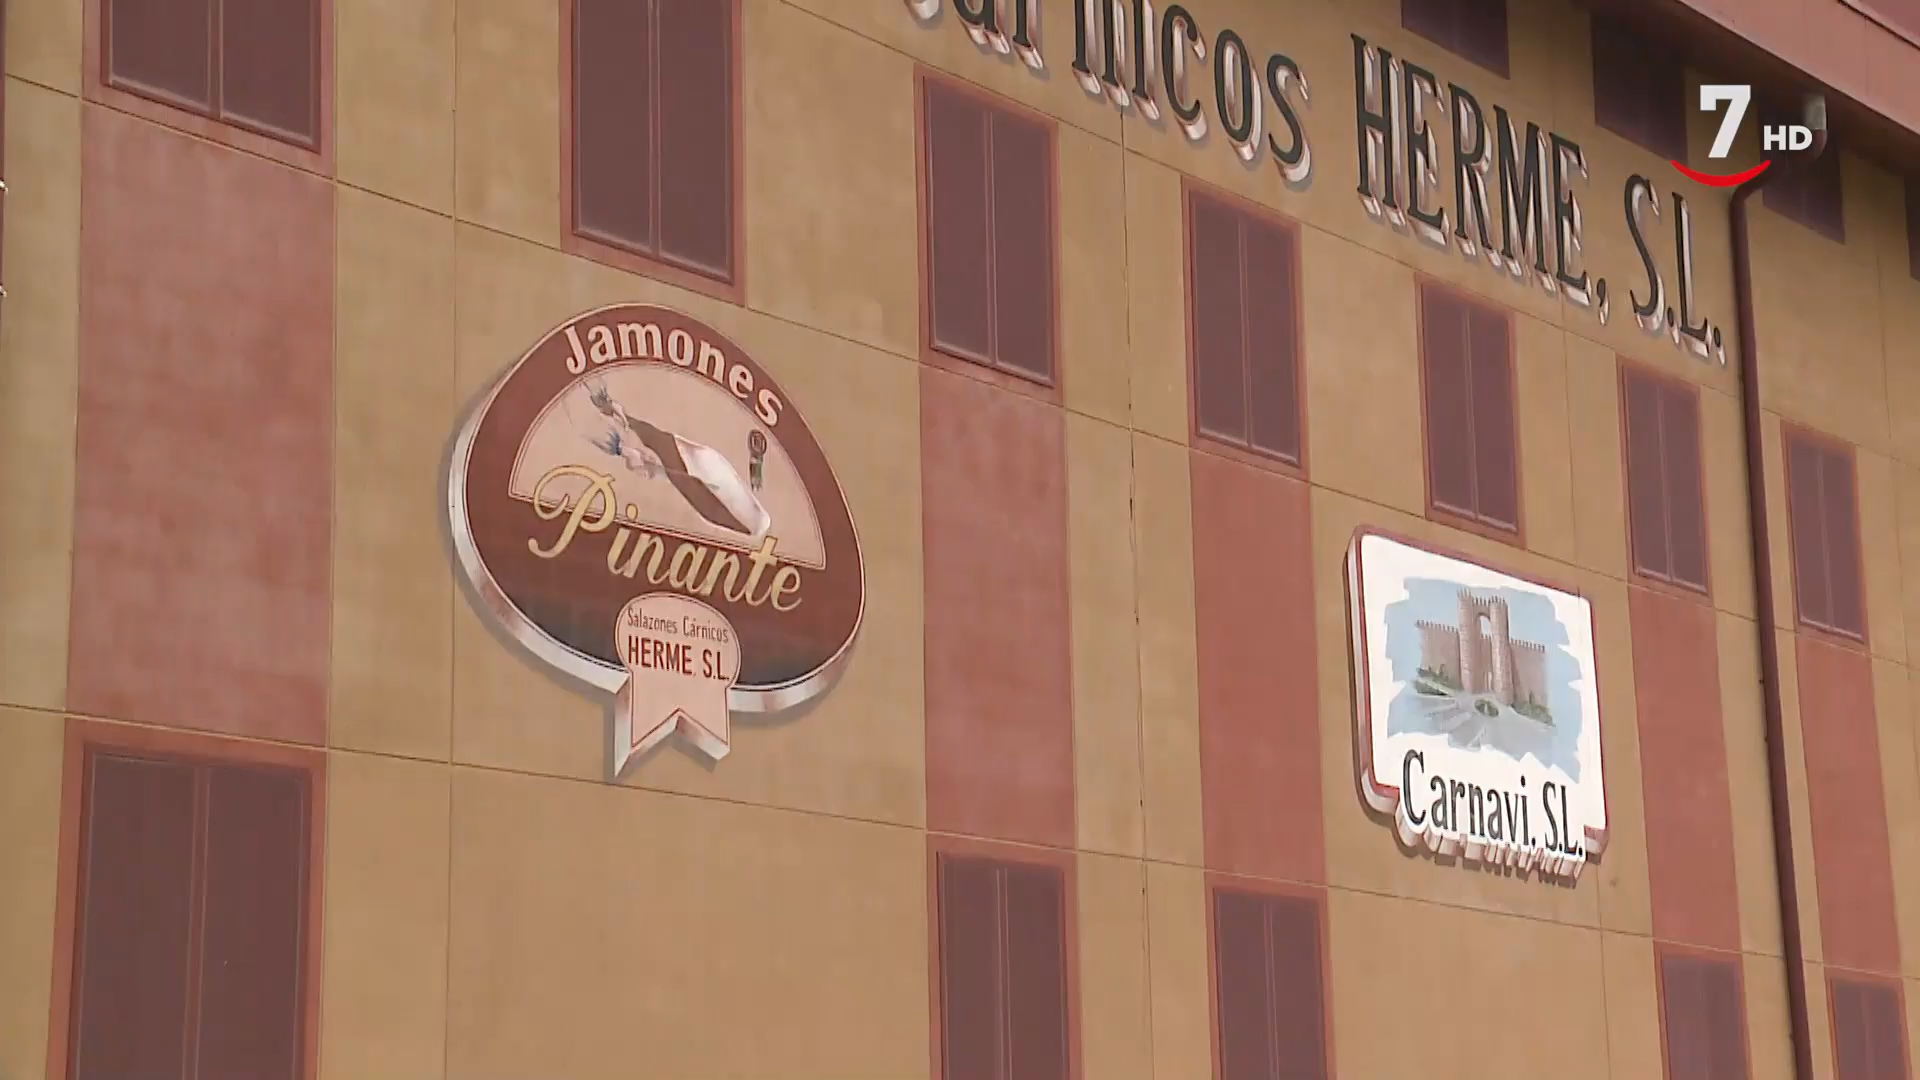 HERME, S.L.
7 HD
Jamones
Pinante
Salazones Cárnicos
HERME, S.L.
Carnavi, S.L.